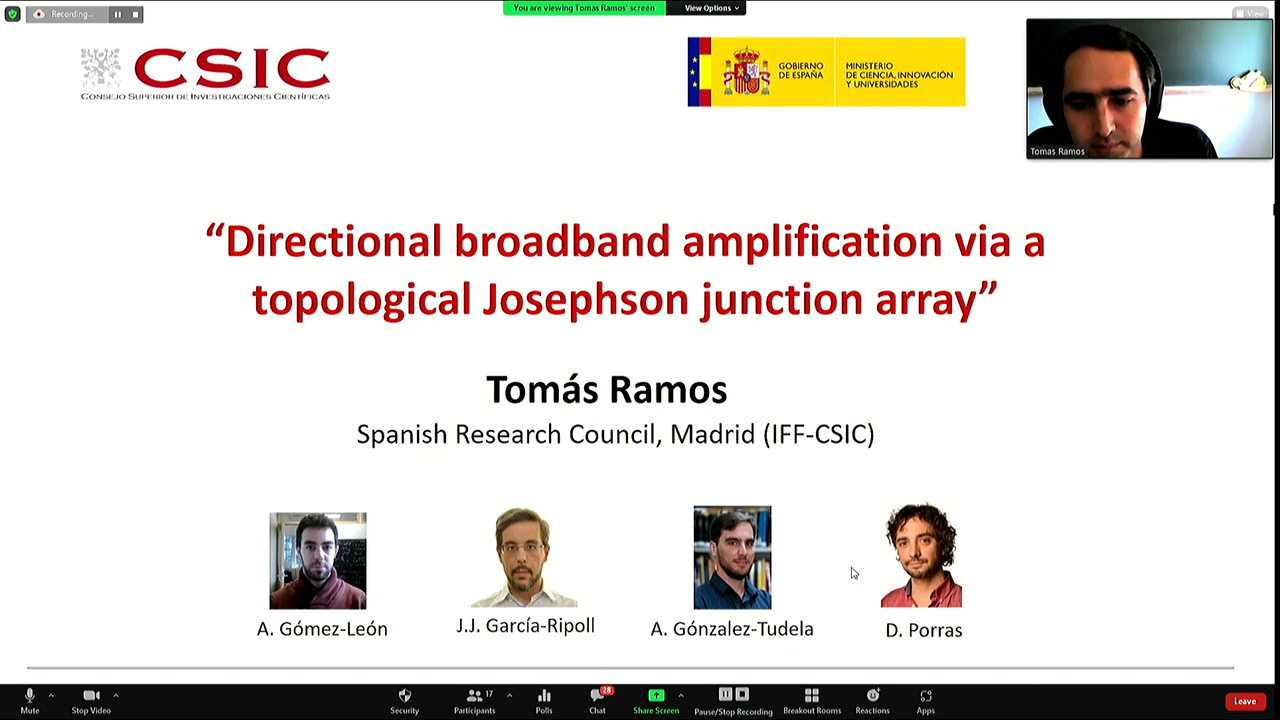 Recording...
You are viewing Tomas Ramos' screen
View Options
View
CSIC
CONSEJO SUPERIOR DE INVESTIGACIONES CIENTÍFICAS
GOBIERNO
DE ESPAÑA
MINISTERIO
DE CIENCIA, INNOVACIÓN
Y UNIVERSIDADES
Tomas Ramos
“Directional broadband amplification via a
topological Josephson junction array”
Tomás Ramos
Spanish Research Council, Madrid (IFF-CSIC)
A. Gómez-León
J.J. García-Ripoll
A. Gónzalez-Tudela
D. Porras
Mute
Stop Video
Security
Participants
17
Polls
Chat
28
Share Screen
Pause/Stop Recording
Breakout Rooms
Reactions
Apps
Leave